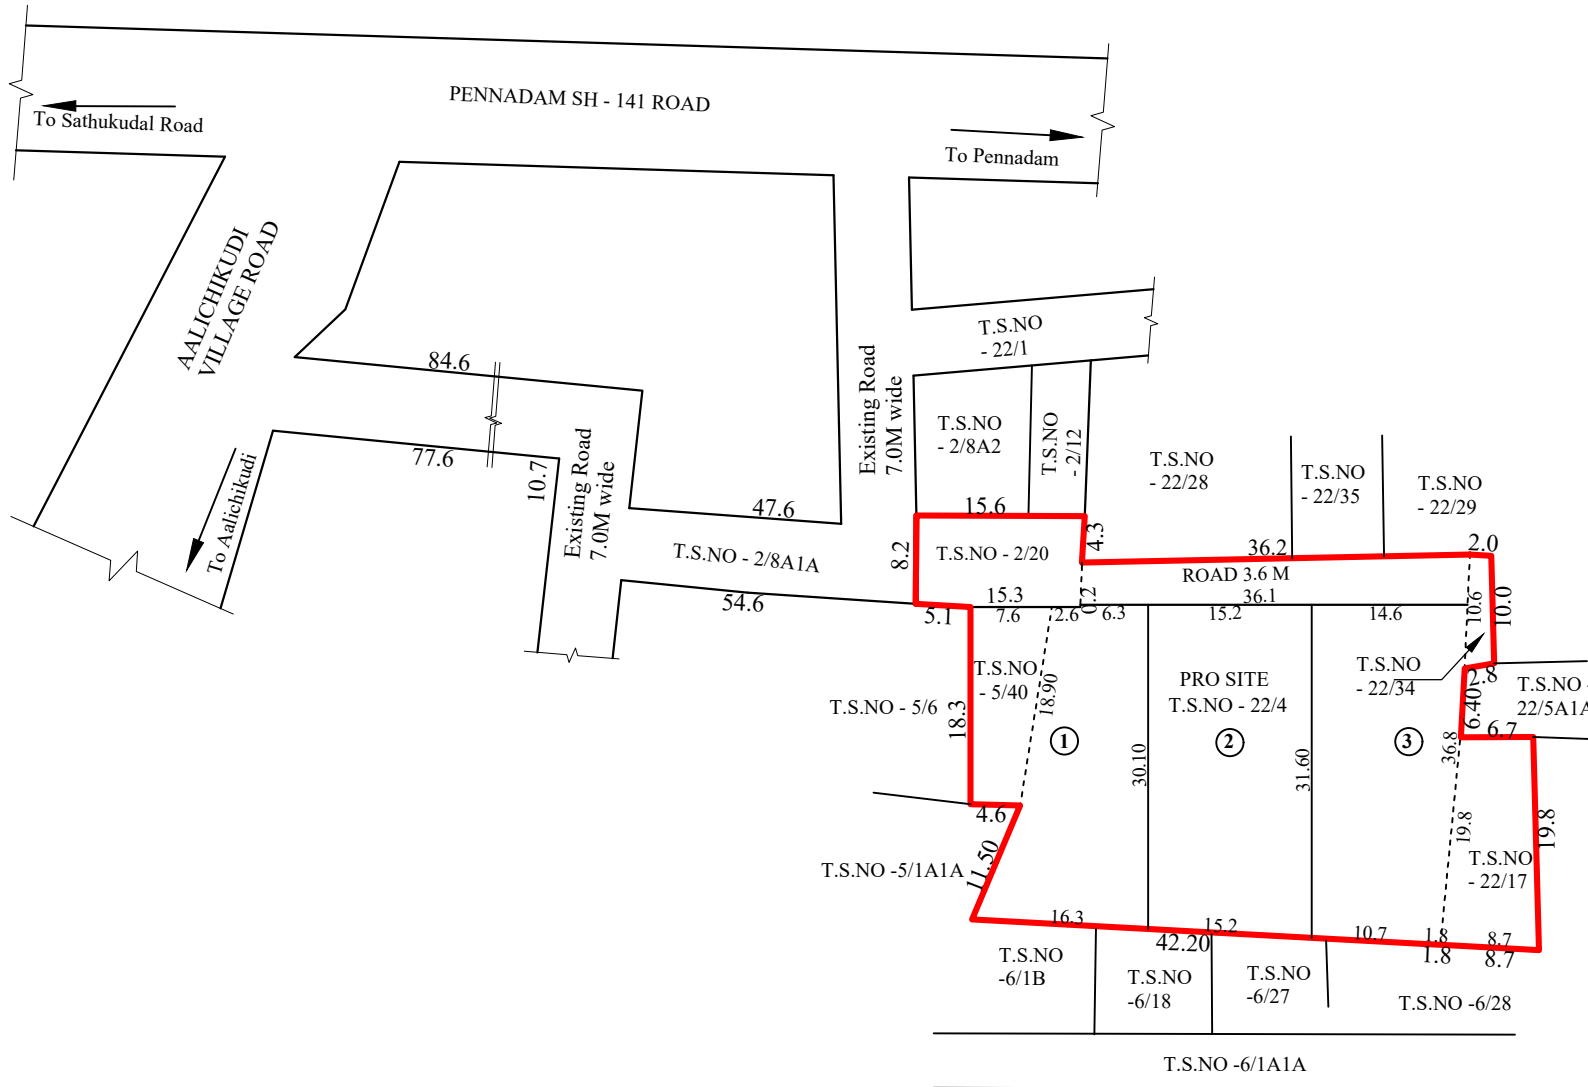 PENNADAM SH - 141 ROAD
To Sathukudal Road
To Pennadam
AALICHIKUDI
VILLAGE ROAD
To Aalichikudi
84.6
77.6
10.7
Existing Road
7.0M wide
47.6
T.S.NO - 2/8A1A
54.6
Existing Road
7.0M wide
T.S.NO
- 22/1
T.S.NO
- 2/8A2
T.S.NO
- 2/12
T.S.NO
- 22/28
T.S.NO
- 22/35
T.S.NO
- 22/29
15.6
4.3
8.2
T.S.NO - 2/20
36.2
2.0
ROAD 3.6 M
15.3
0.2
36.1
10.6
10.0
5.1
7.6
2.6
6.3
15.2
14.6
T.S.NO
- 5/40
18.90
T.S.NO - 5/6
18.3
PRO SITE
T.S.NO - 22/4
T.S.NO
- 22/34
2.8
6.40
T.S.NO -
22/5A1A
6.7
36.8
1
2
3
30.10
31.60
4.6
11.50
19.8
19.8
T.S.NO -5/1A1A
T.S.NO
- 22/17
16.3
15.2
10.7
1.8
8.7
42.20
1.8
8.7
T.S.NO
-6/1B
T.S.NO
-6/18
T.S.NO
-6/27
T.S.NO -6/28
T.S.NO -6/1A1A